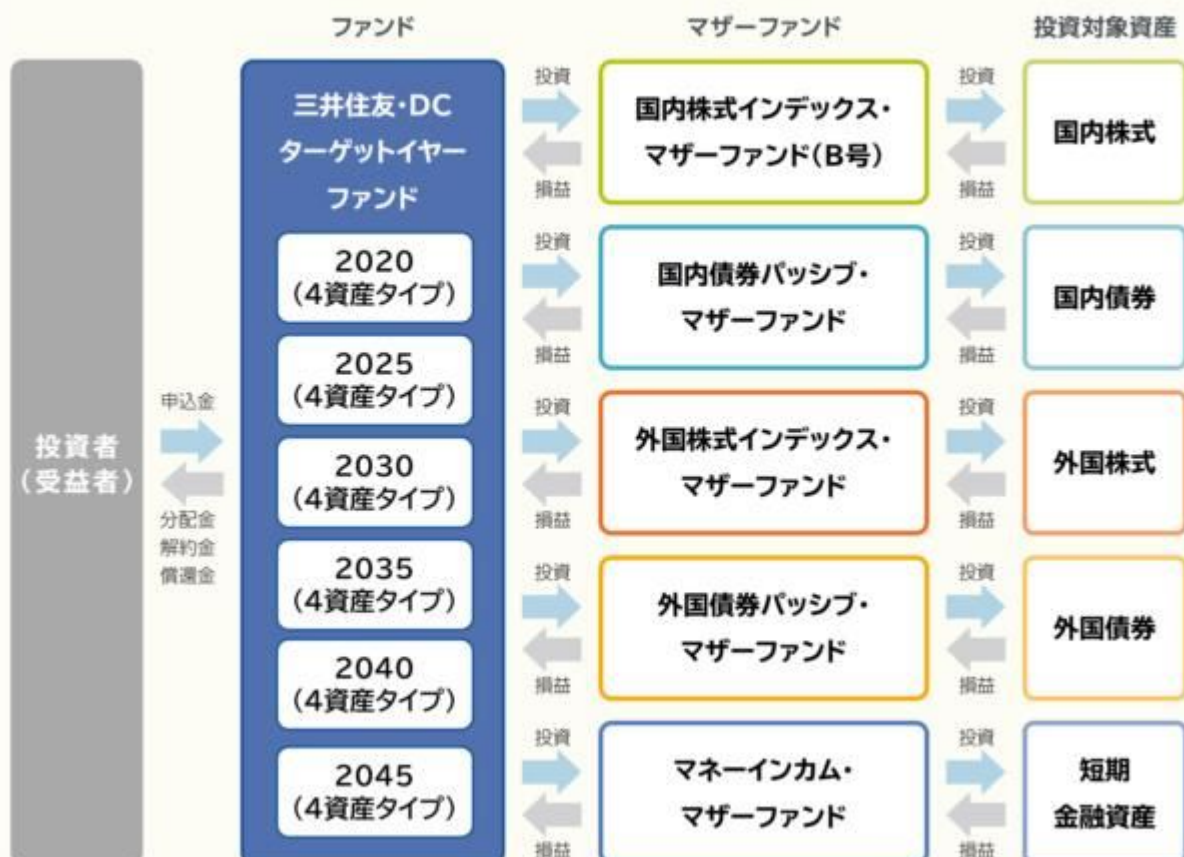 ファンド
マザーファンド
投資対象資産
投資者
(受益者)
申込金
分配金
解約金
償還金
三井住友・DC
ターゲットイヤー
ファンド
2020
(4資産タイプ)
2025
(4資産タイプ)
2030
(4資産タイプ)
2035
(4資産タイプ)
2040
(4資産タイプ)
2045
(4資産タイプ)
投資
損益
国内株式インデックス・
マザーファンド(B号)
投資
損益
国内株式
投資
損益
国内債券パッシブ・
マザーファンド
投資
損益
国内債券
投資
損益
外国株式インデックス・
マザーファンド
投資
損益
外国株式
投資
損益
外国債券パッシブ・
マザーファンド
投資
損益
外国債券
投資
損益
マネーインカム・
マザーファンド
投資
損益
短期
金融資産